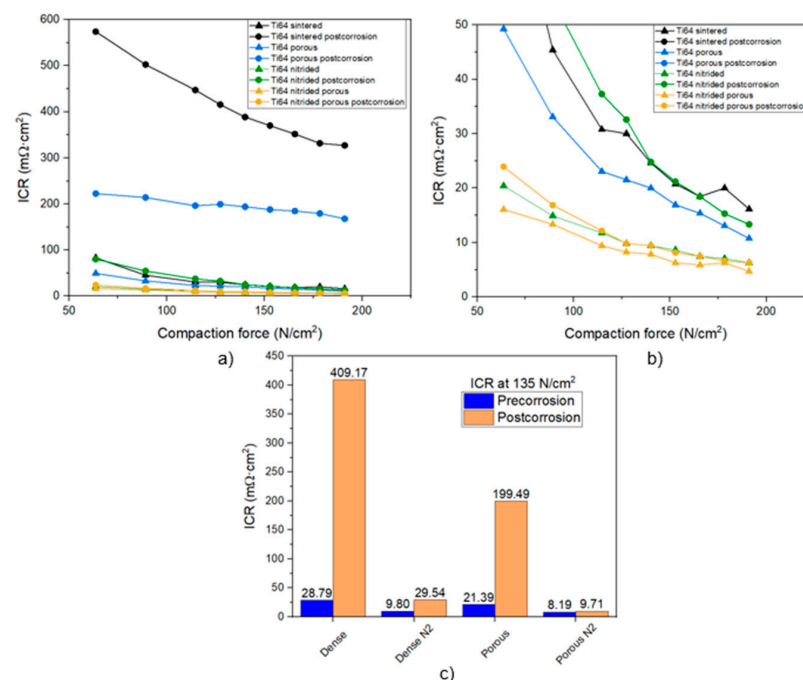 600
500
400
300
200
100
0
ICR (mΩ·cm²)
50
100
150
200
Compaction force (N/cm²)
Ti64 sintered
Ti64 sintered postcorrosion
Ti64 porous
Ti64 porous postcorrosion
Ti64 nitrided
Ti64 nitrided postcorrosion
Ti64 nitrided porous
Ti64 nitrided porous postcorrosion
a)
50
40
30
20
10
0
ICR (mΩ·cm²)
50
100
150
200
Compaction force (N/cm²)
Ti64 sintered
Ti64 sintered postcorrosion
Ti64 porous
Ti64 porous postcorrosion
Ti64 nitrided
Ti64 nitrided postcorrosion
Ti64 nitrided porous
Ti64 nitrided porous postcorrosion
b)
450
400
350
300
250
200
150
100
50
0
ICR (mΩ·cm²)
ICR at 135 N/cm²
Precorrosion
Postcorrosion
28.79
409.17
9.80
29.54
21.39
199.49
8.19
9.71
Dense
Dense N2
Porous
Porous N2
c)